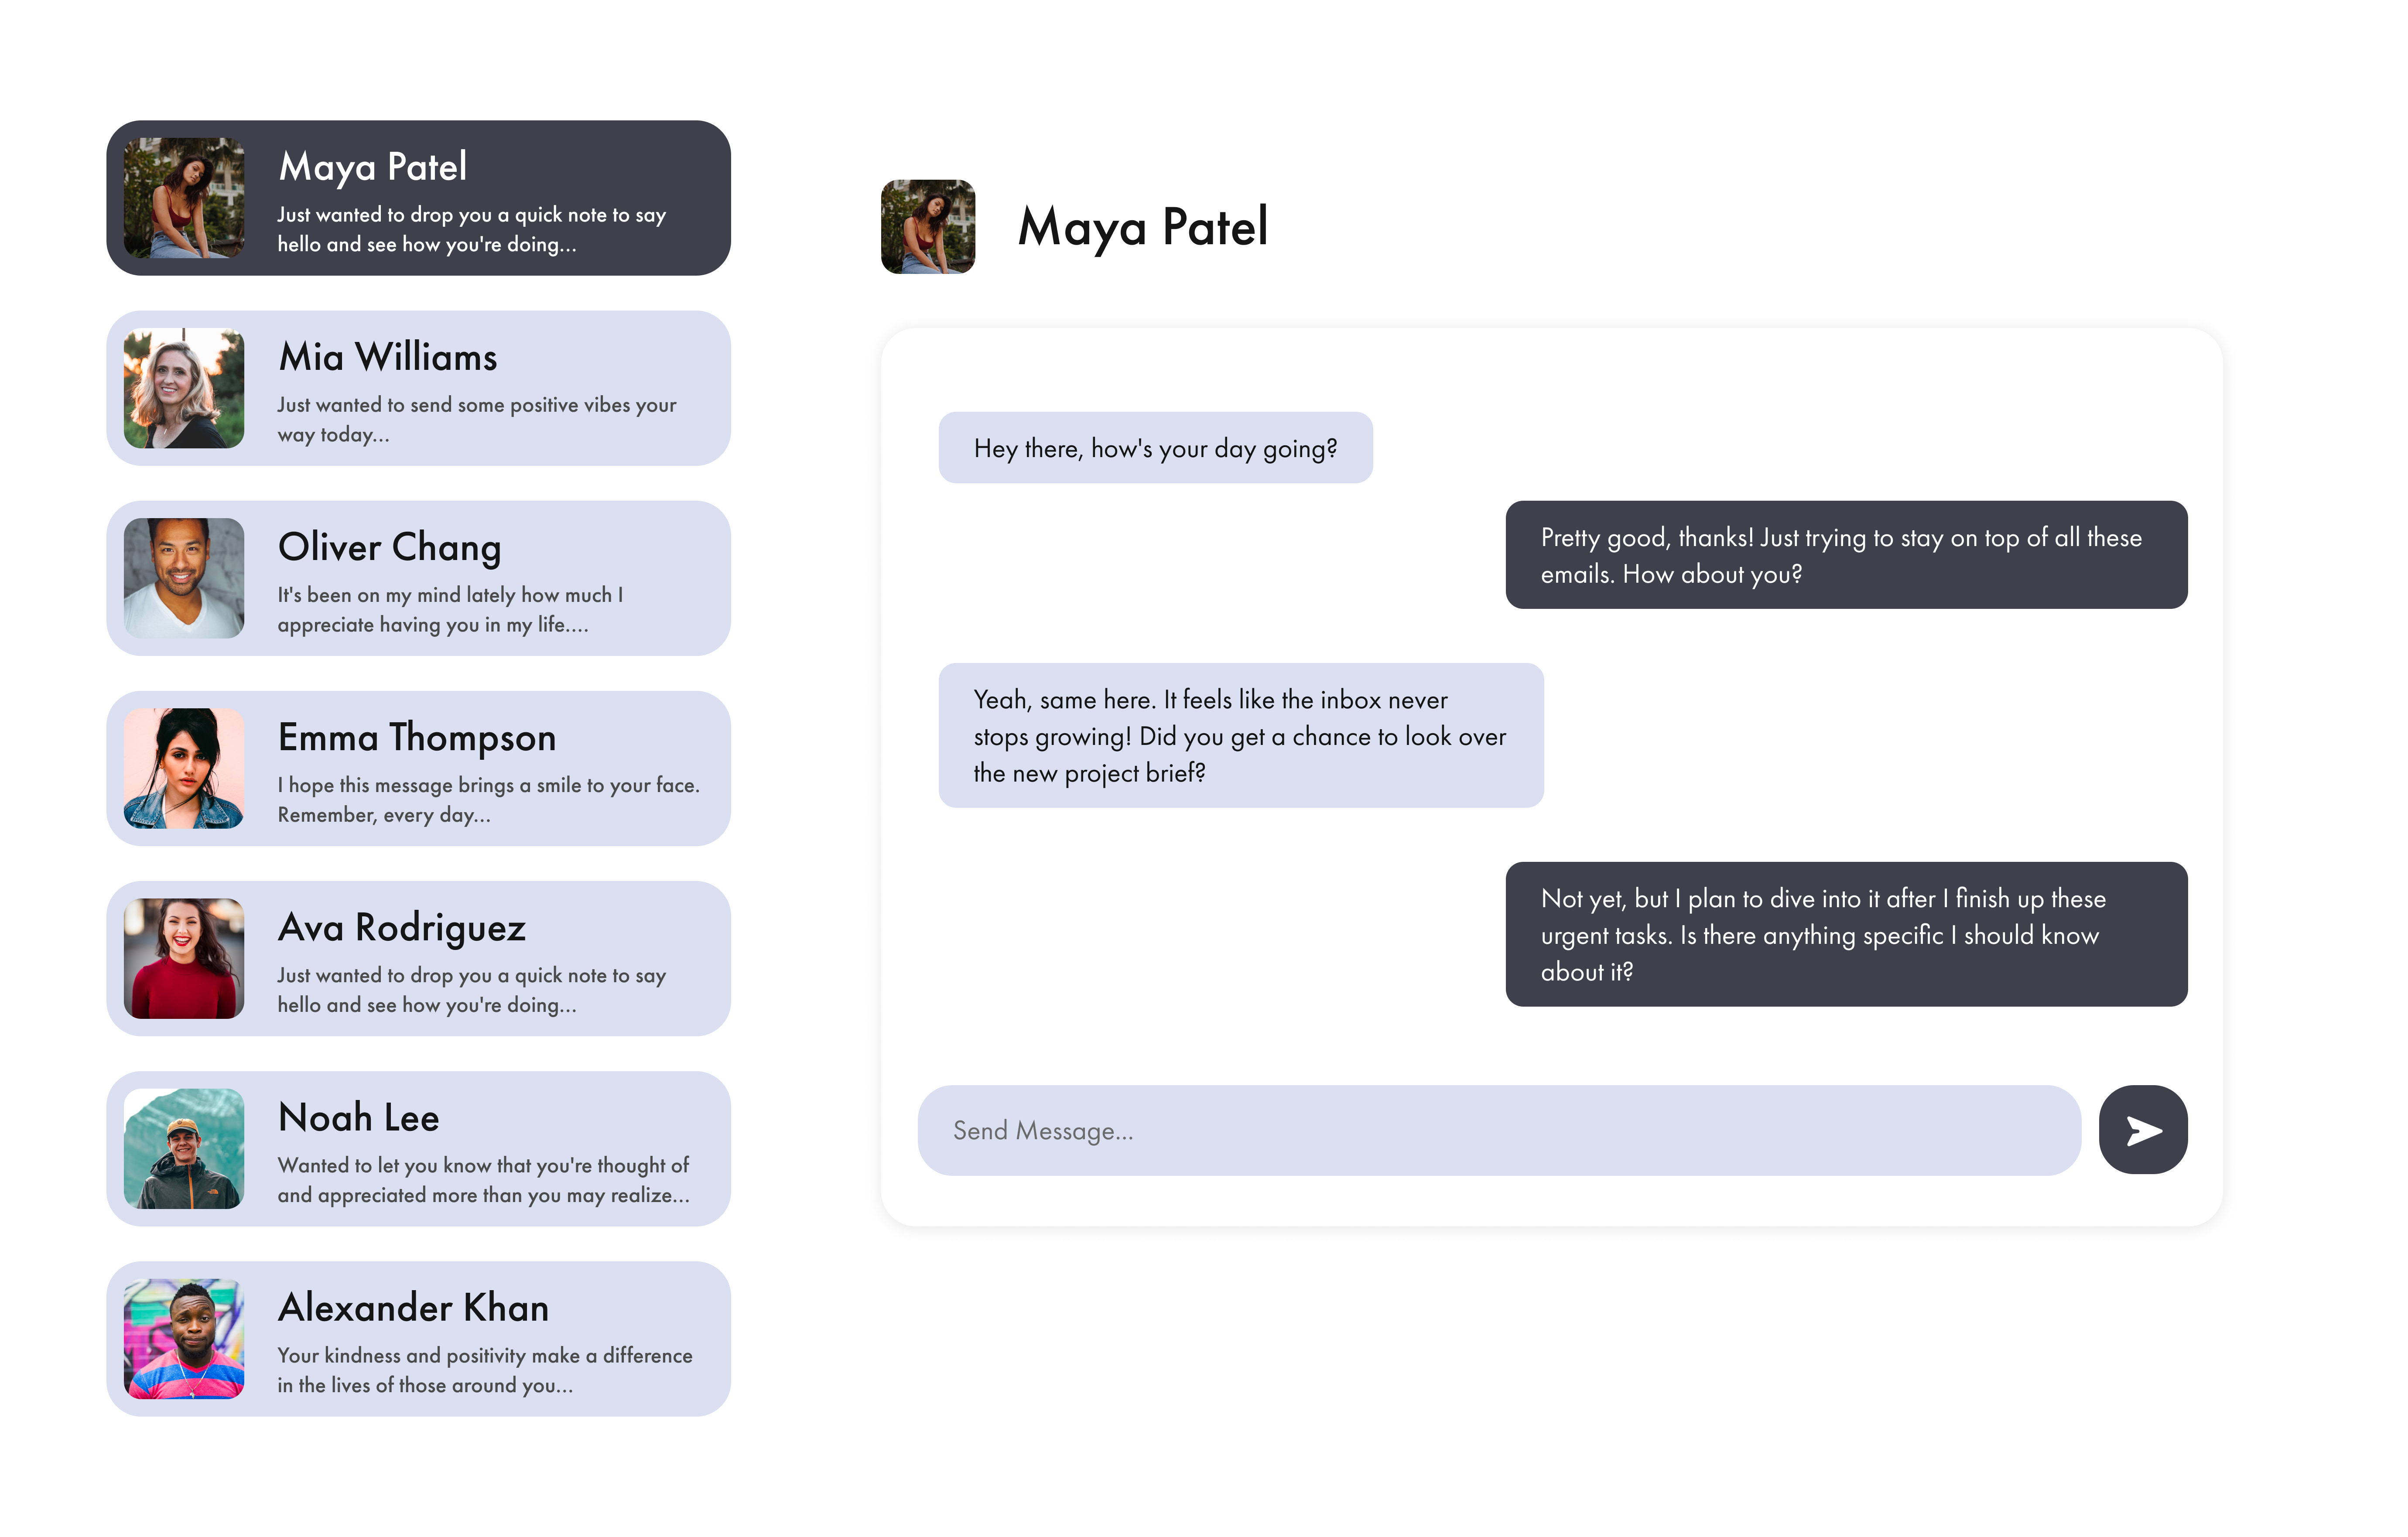 Maya Patel
Just wanted to drop you a quick note to say
hello and see how you're doing...
Mia Williams
Just wanted to send some positive vibes your
way today...
Oliver Chang
It's been on my mind lately how much I
appreciate having you in my life....
Emma Thompson
I hope this message brings a smile to your face.
Remember, every day...
Ava Rodriguez
Just wanted to drop you a quick note to say
hello and see how you're doing...
Noah Lee
Wanted to let you know that you're thought of
and appreciated more than you may realize...
Alexander Khan
Your kindness and positivity make a difference
in the lives of those around you...
Maya Patel
Hey there, how's your day going?
Pretty good, thanks! Just trying to stay on top of all these
emails. How about you?
Yeah, same here. It feels like the inbox never
stops growing! Did you get a chance to look over
the new project brief?
Not yet, but I plan to dive into it after I finish up these
urgent tasks. Is there anything specific I should know
about it?
Send Message...